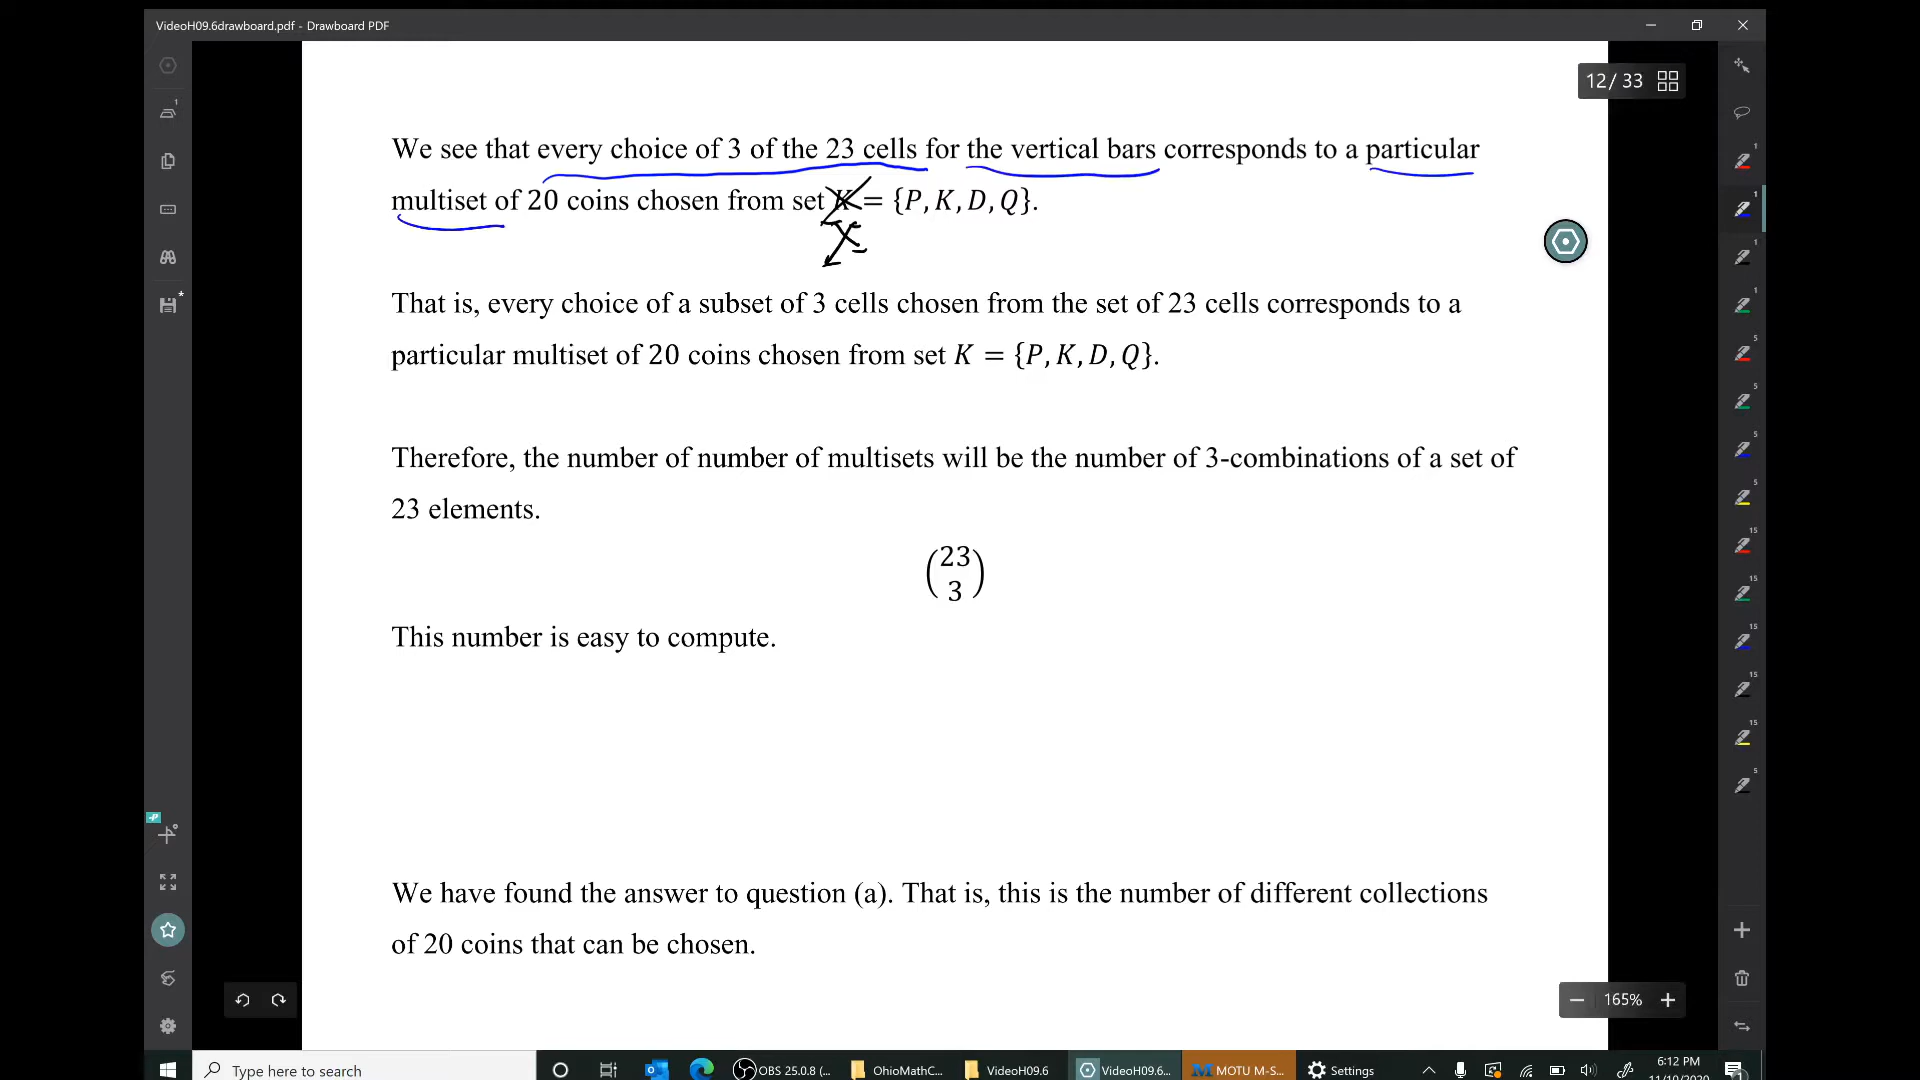 VideoH09.6drawboard.pdf - Drawboard PDF
12/ 33
We see that every choice of 3 of the 23 cells for the vertical bars corresponds to a particular
multiset of 20 coins chosen from set K = {P, K, D, Q}.
X
That is, every choice of a subset of 3 cells chosen from the set of 23 cells corresponds to a
particular multiset of 20 coins chosen from set K = {P, K, D, Q}.
Therefore, the number of number of multisets will be the number of 3-combinations of a set of
23 elements.
(23
3)
This number is easy to compute.
We have found the answer to question (a). That is, this is the number of different collections
of 20 coins that can be chosen.
165%
Type here to search
OBS 25.0.8 (...
OhioMathC...
VideoH09.6
VideoH09.6...
MOTU M-S...
Settings
6:12 PM
11/10/2020